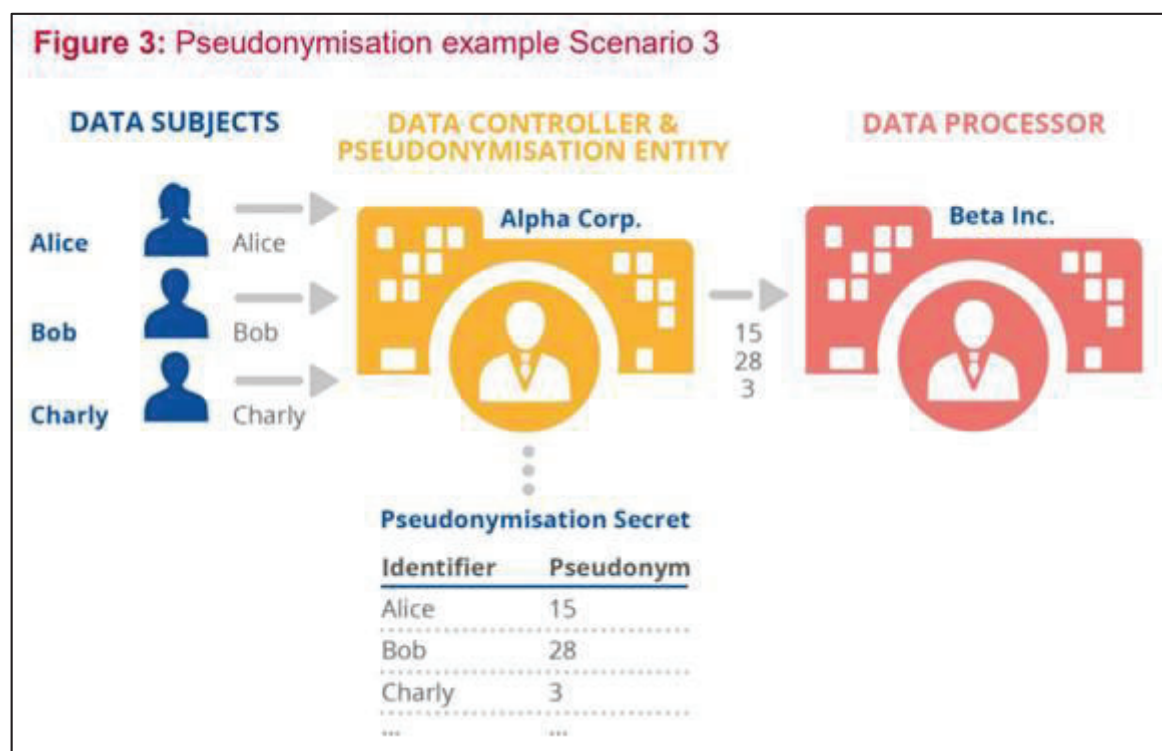 Figure 3: Pseudonymisation example Scenario 3
DATA SUBJECTS
DATA CONTROLLER &
PSEUDONYMISATION ENTITY
DATA PROCESSOR
Alice
Alice
Bob
Bob
Charly
Charly
Alpha Corp.
15
28
3
Beta Inc.
Pseudonymisation Secret
Identifier Pseudonym
Alice 15
Bob 28
Charly 3
... ...